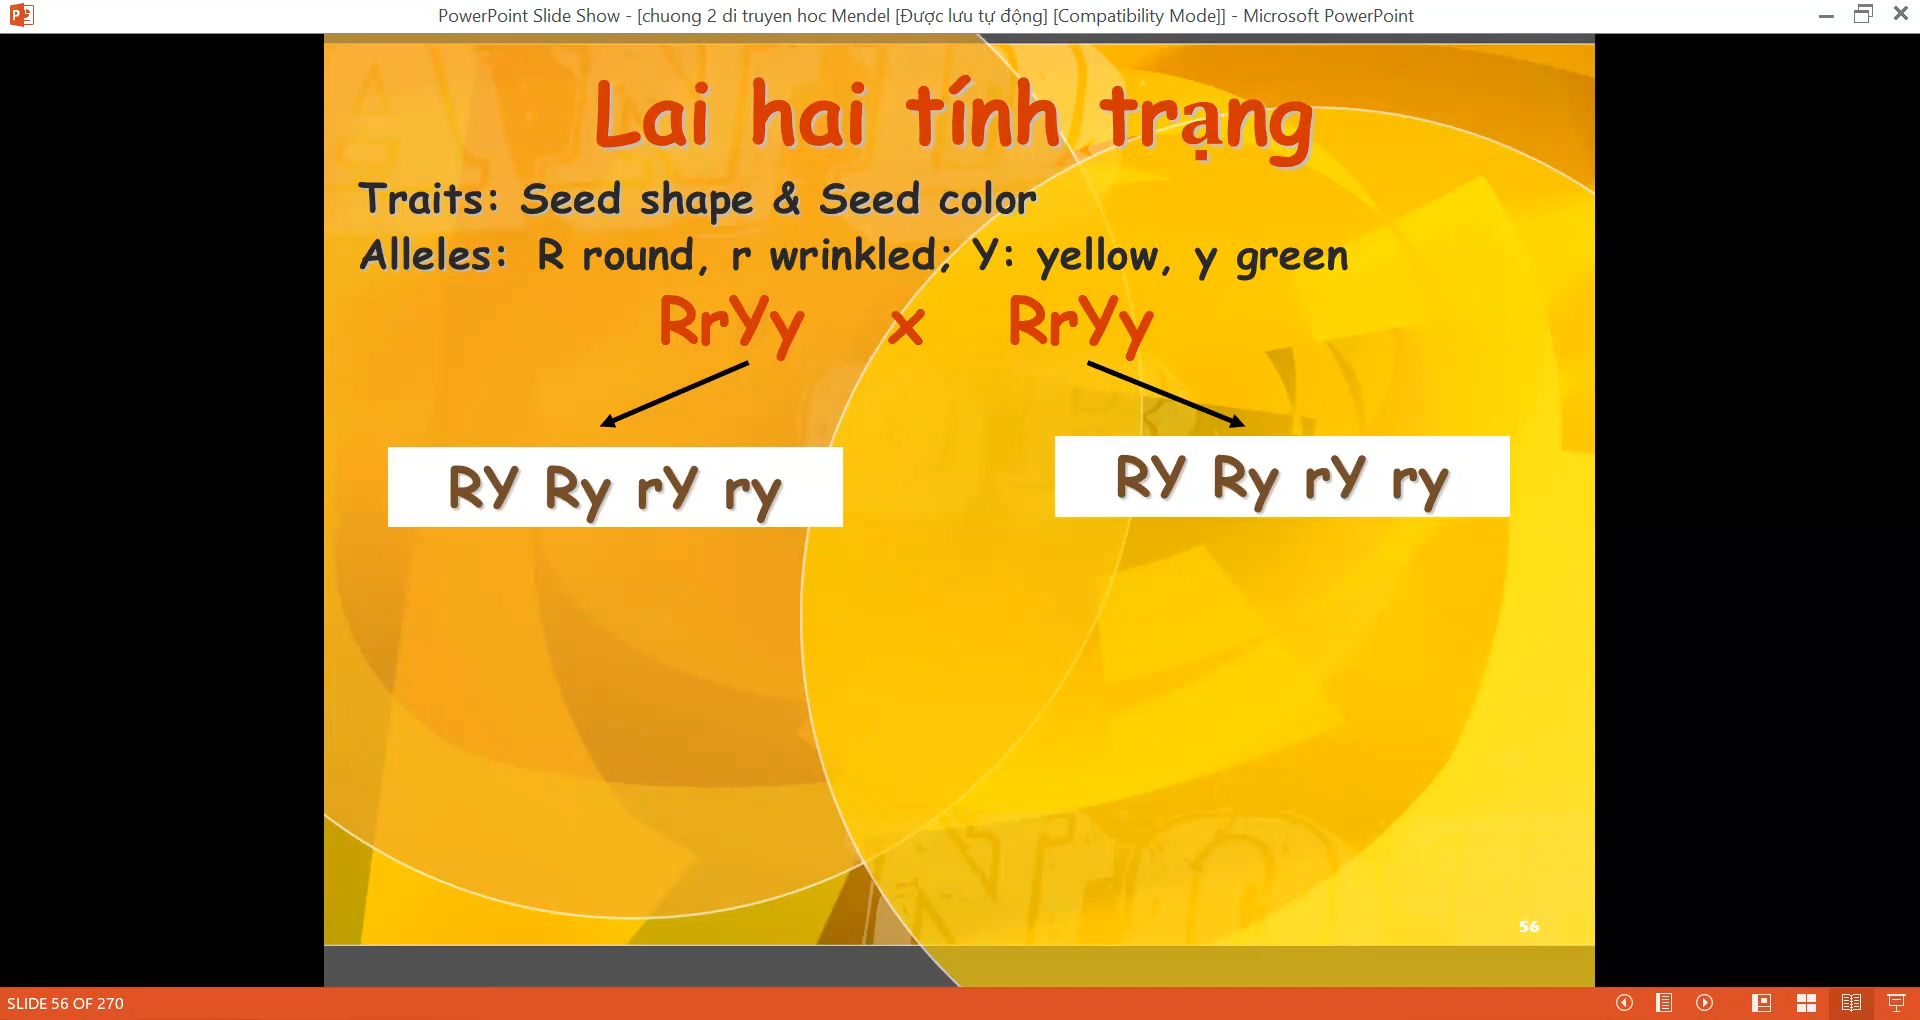 PowerPoint Slide Show - [chuong 2 di truyen hoc Mendel [Được lưu tự động] [Compatibility Mode]] - Microsoft PowerPoint
Lai hai tính trạng
Traits: Seed shape & Seed color
Alleles: R round, r wrinkled; Y: yellow, y green
RrYy x RrYy
RY Ry rY ry
RY Ry rY ry
56
SLIDE 56 OF 270